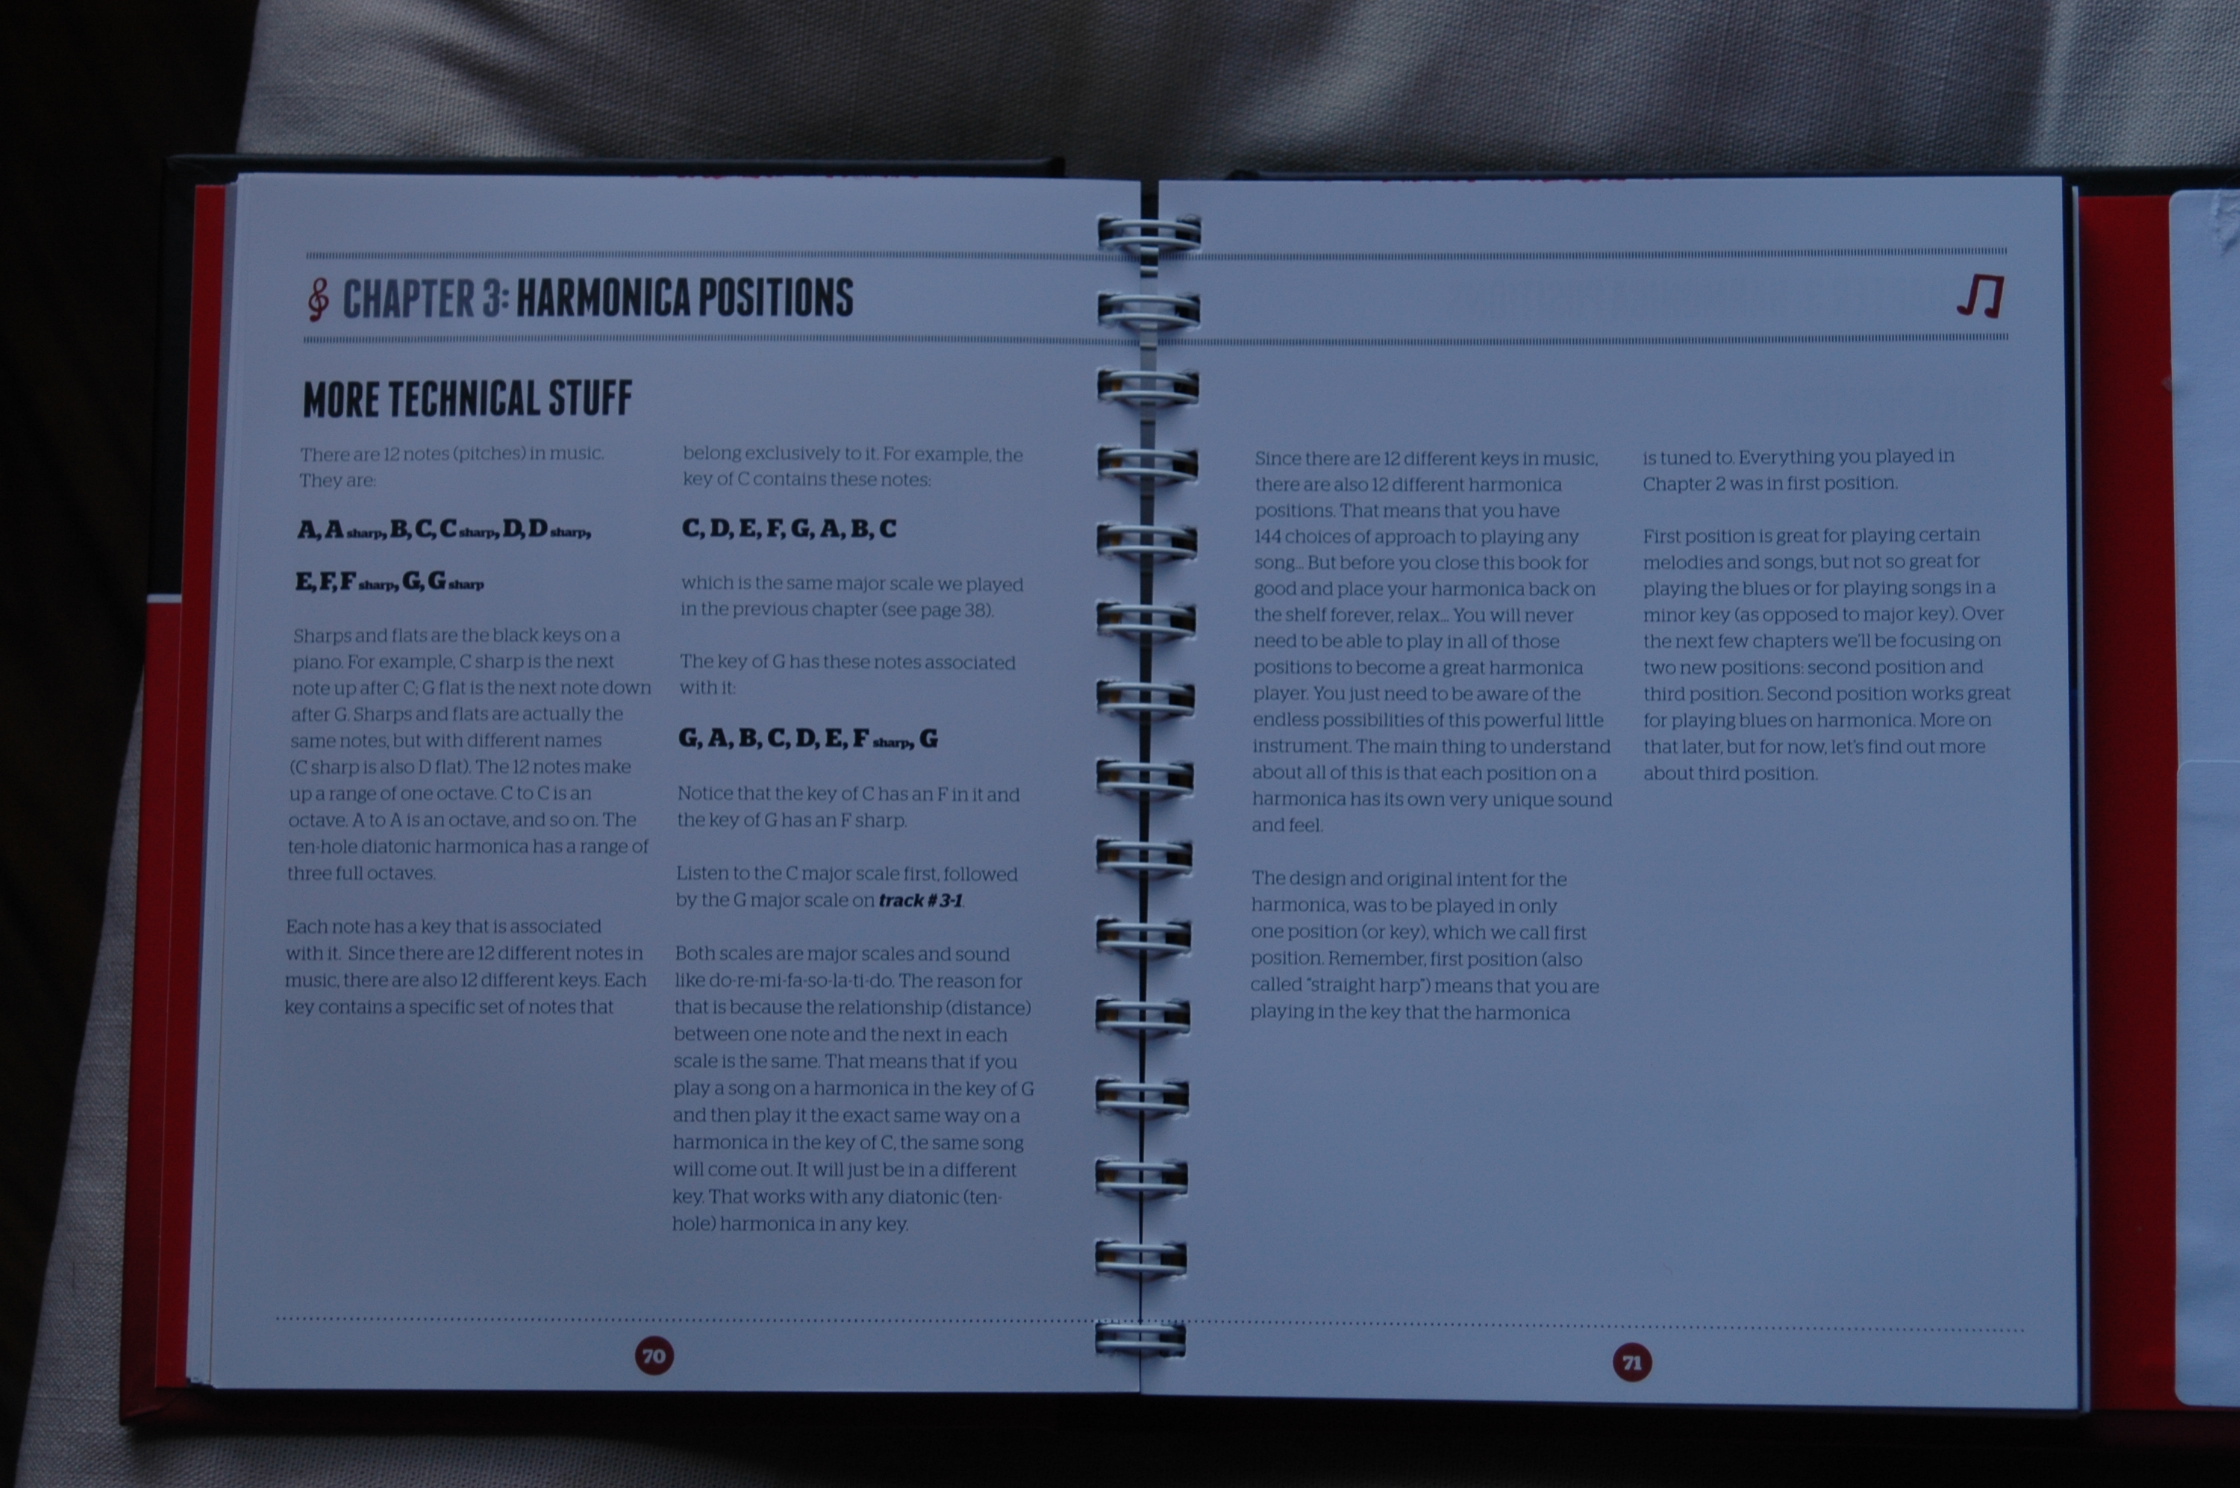 CHAPTER 3: HARMONICA POSITIONS
MORE TECHNICAL STUFF
There are 12 notes (pitches) in music.
They are:
A, A sharp, B, C, C sharp, D, D sharp,
E, F, F sharp, G, G sharp
Sharps and flats are the black keys on a
piano. For example, C sharp is the next
note up after C; G flat is the next note down
after G. Sharps and flats are actually the
same notes, but with different names
(C sharp is also D flat). The 12 notes make
up a range of one octave. C to C is an
octave. A to A is an octave, and so on. The
ten-hole diatonic harmonica has a range of
three full octaves.
Each note has a key that is associated
with it. Since there are 12 different notes in
music, there are also 12 different keys. Each
key contains a specific set of notes that
belong exclusively to it. For example, the
key of C contains these notes:
C, D, E, F, G, A, B, C
which is the same major scale we played
in the previous chapter (see page 38).
The key of G has these notes associated
with it:
G, A, B, C, D, E, F sharp, G
Notice that the key of C has an F in it and
the key of G has an F sharp.
Listen to the C major scale first, followed
by the G major scale on track #3-1.
Both scales are major scales and sound
like do-re-mi-fa-so-la-ti-do. The reason for
that is because the relationship (distance)
between one note and the next in each
scale is the same. That means that if you
play a song on a harmonica in the key of G
and then play it the exact same way on a
harmonica in the key of C, the same song
will come out. It will just be in a different
key. That works with any diatonic (ten-
hole) harmonica in any key.
70
Since there are 12 different keys in music,
there are also 12 different harmonica
positions. That means that you have
144 choices of approach to playing any
song... But before you close this book for
good and place your harmonica back on
the shelf forever, relax... You will never
need to be able to play in all of those
positions to become a great harmonica
player. You just need to be aware of the
endless possibilities of this powerful little
instrument. The main thing to understand
about all of this is that each position on a
harmonica has its own very unique sound
and feel.
The design and original intent for the
harmonica, was to be played in only
one position (or key), which we call first
position. Remember, first position (also
called "straight harp") means that you are
playing in the key that the harmonica
is tuned to. Everything you played in
Chapter 2 was in first position.
First position is great for playing certain
melodies and songs, but not so great for
playing the blues or for playing songs in a
minor key (as opposed to major key). Over
the next few chapters we'll be focusing on
two new positions: second position and
third position. Second position works great
for playing blues on harmonica. More on
that later, but for now, let's find out more
about third position.
71